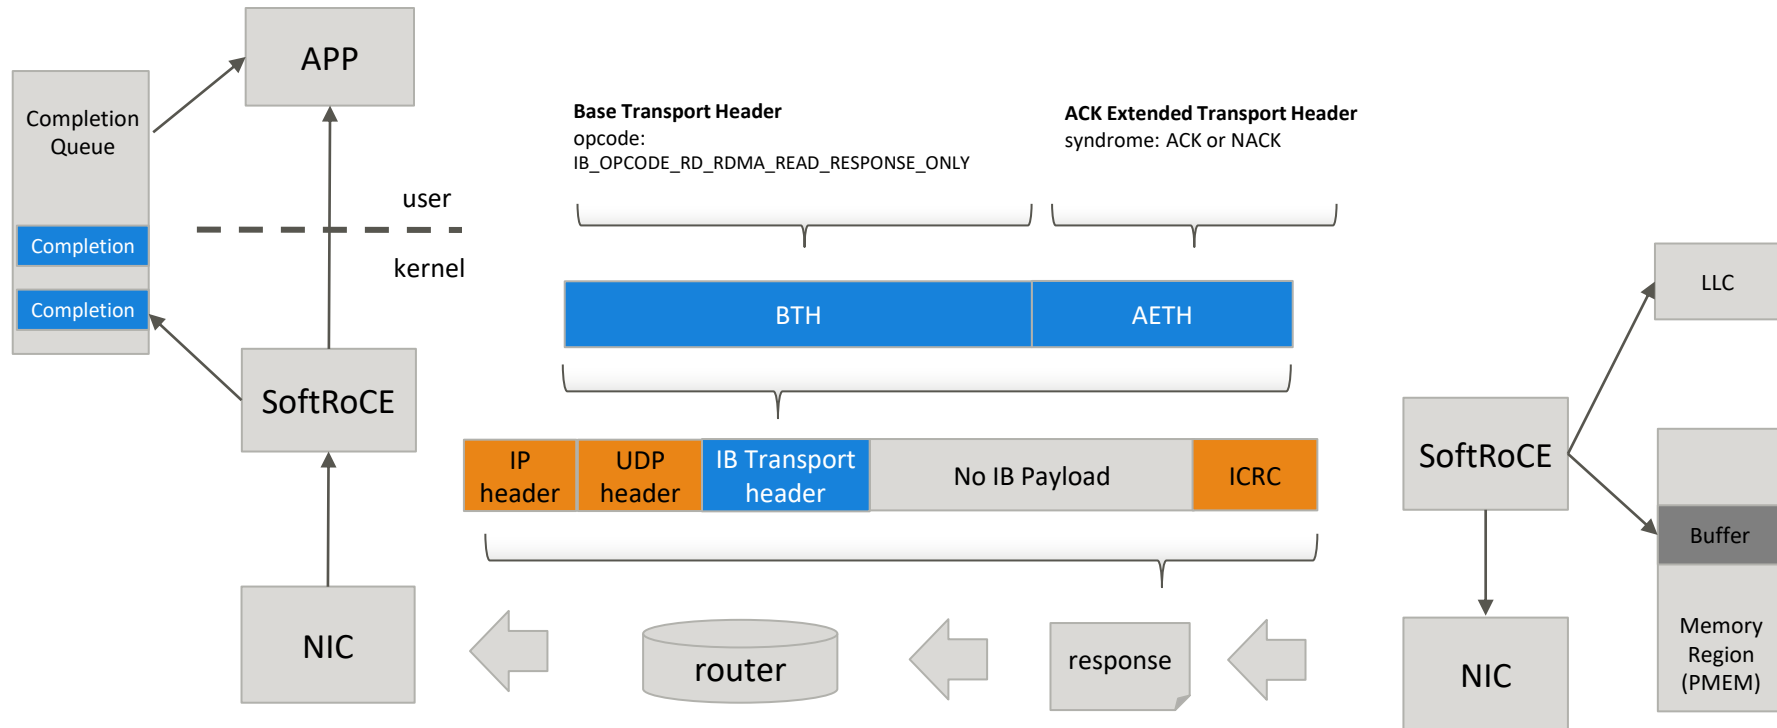 APP
Completion
Queue
Completion
Completion
user
kernel
SoftRoCE
NIC
Base Transport Header
opcode:
IB_OPCODE_RD_RDMA_READ_RESPONSE_ONLY
ACK Extended Transport Header
syndrome: ACK or NACK
BTH
AETH
IP
header
UDP
header
IB Transport
header
No IB Payload
ICRC
router
response
SoftRoCE
NIC
LLC
Buffer
Memory
Region
(PMEM)